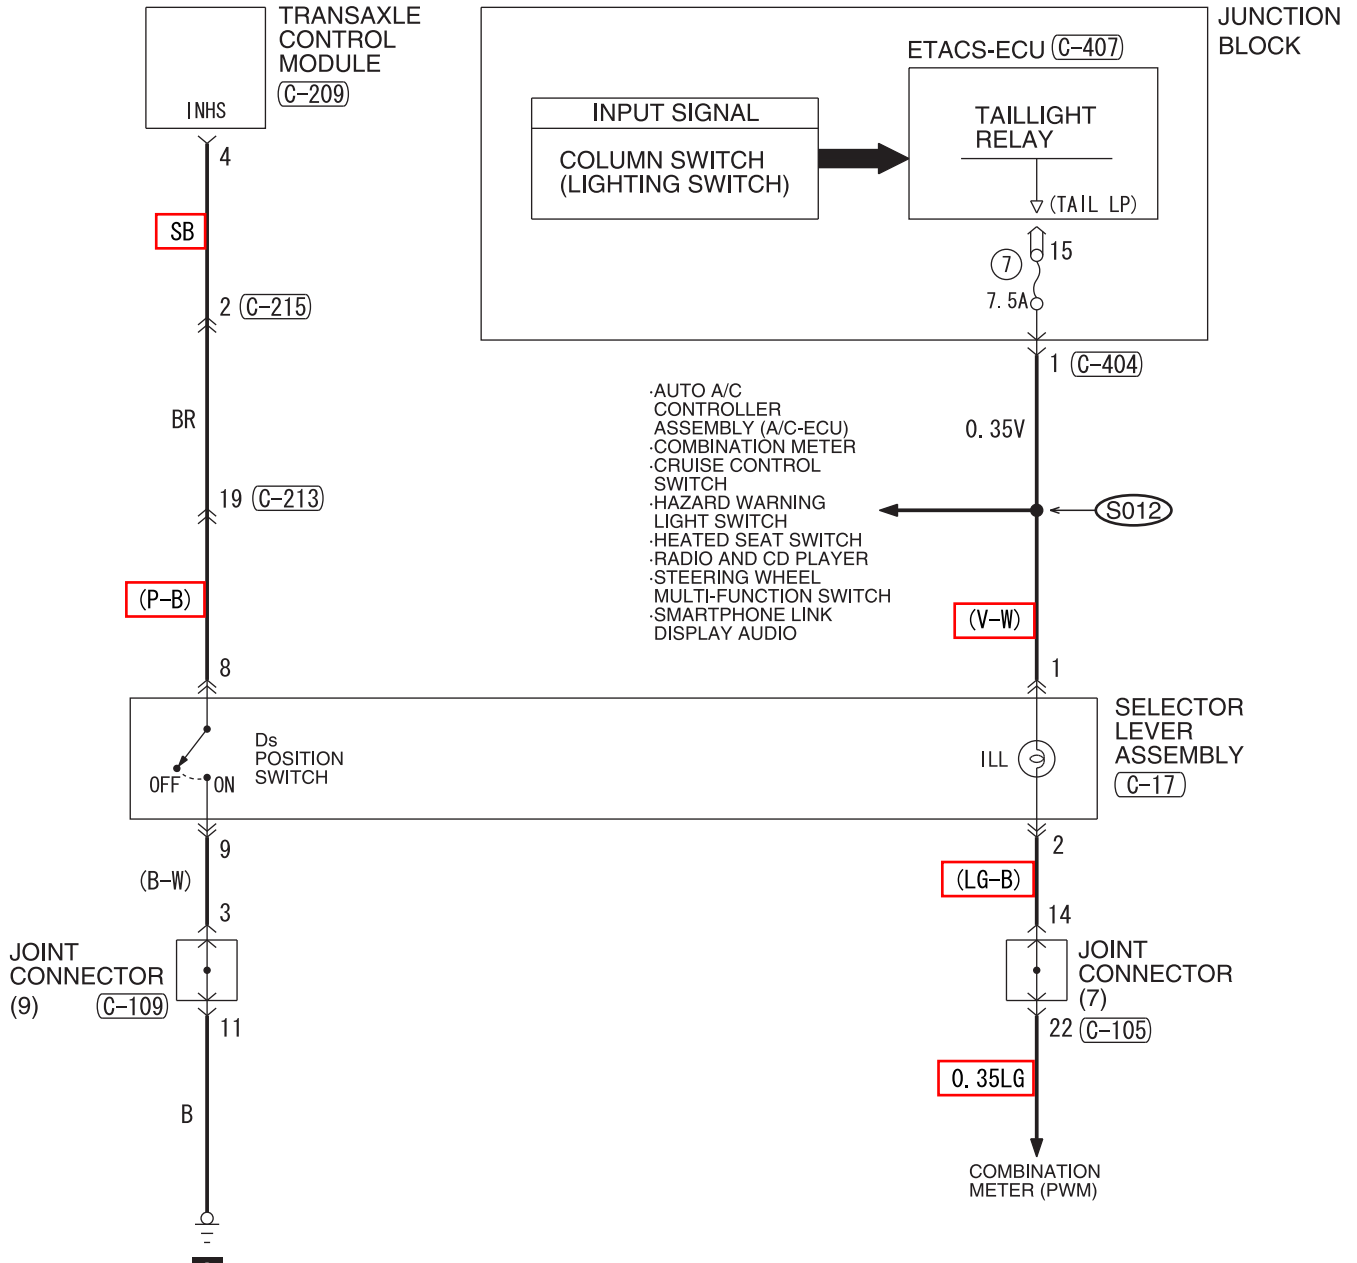 TRANSAXLE
CONTROL
MODULE
C-209
INHS
4
SB
2 C-215
BR
19 C-213
(P-B)
8
JUNCTION
BLOCK
ETACS-ECU C-407
INPUT SIGNAL
COLUMN SWITCH
(LIGHTING SWITCH)
TAILLIGHT
RELAY
(TAIL LP)
15
7
7.5A
1 C-404
0.35V
·AUTO A/C
CONTROLLER
ASSEMBLY (A/C-ECU)
·COMBINATION METER
·CRUISE CONTROL
SWITCH
·HAZARD WARNING
LIGHT SWITCH
·HEATED SEAT SWITCH
·RADIO AND CD PLAYER
·STEERING WHEEL
MULTI-FUNCTION SWITCH
·SMARTPHONE LINK
DISPLAY AUDIO
S012
(V-W)
1
SELECTOR
LEVER
ASSEMBLY
C-17
Ds
POSITION
SWITCH
OFF
ON
ILL
9
(B-W)
3
JOINT
CONNECTOR
(9) C-109
11
B
2
(LG-B)
14
JOINT
CONNECTOR
(7)
22 C-105
0.35LG
COMBINATION
METER (PWM)